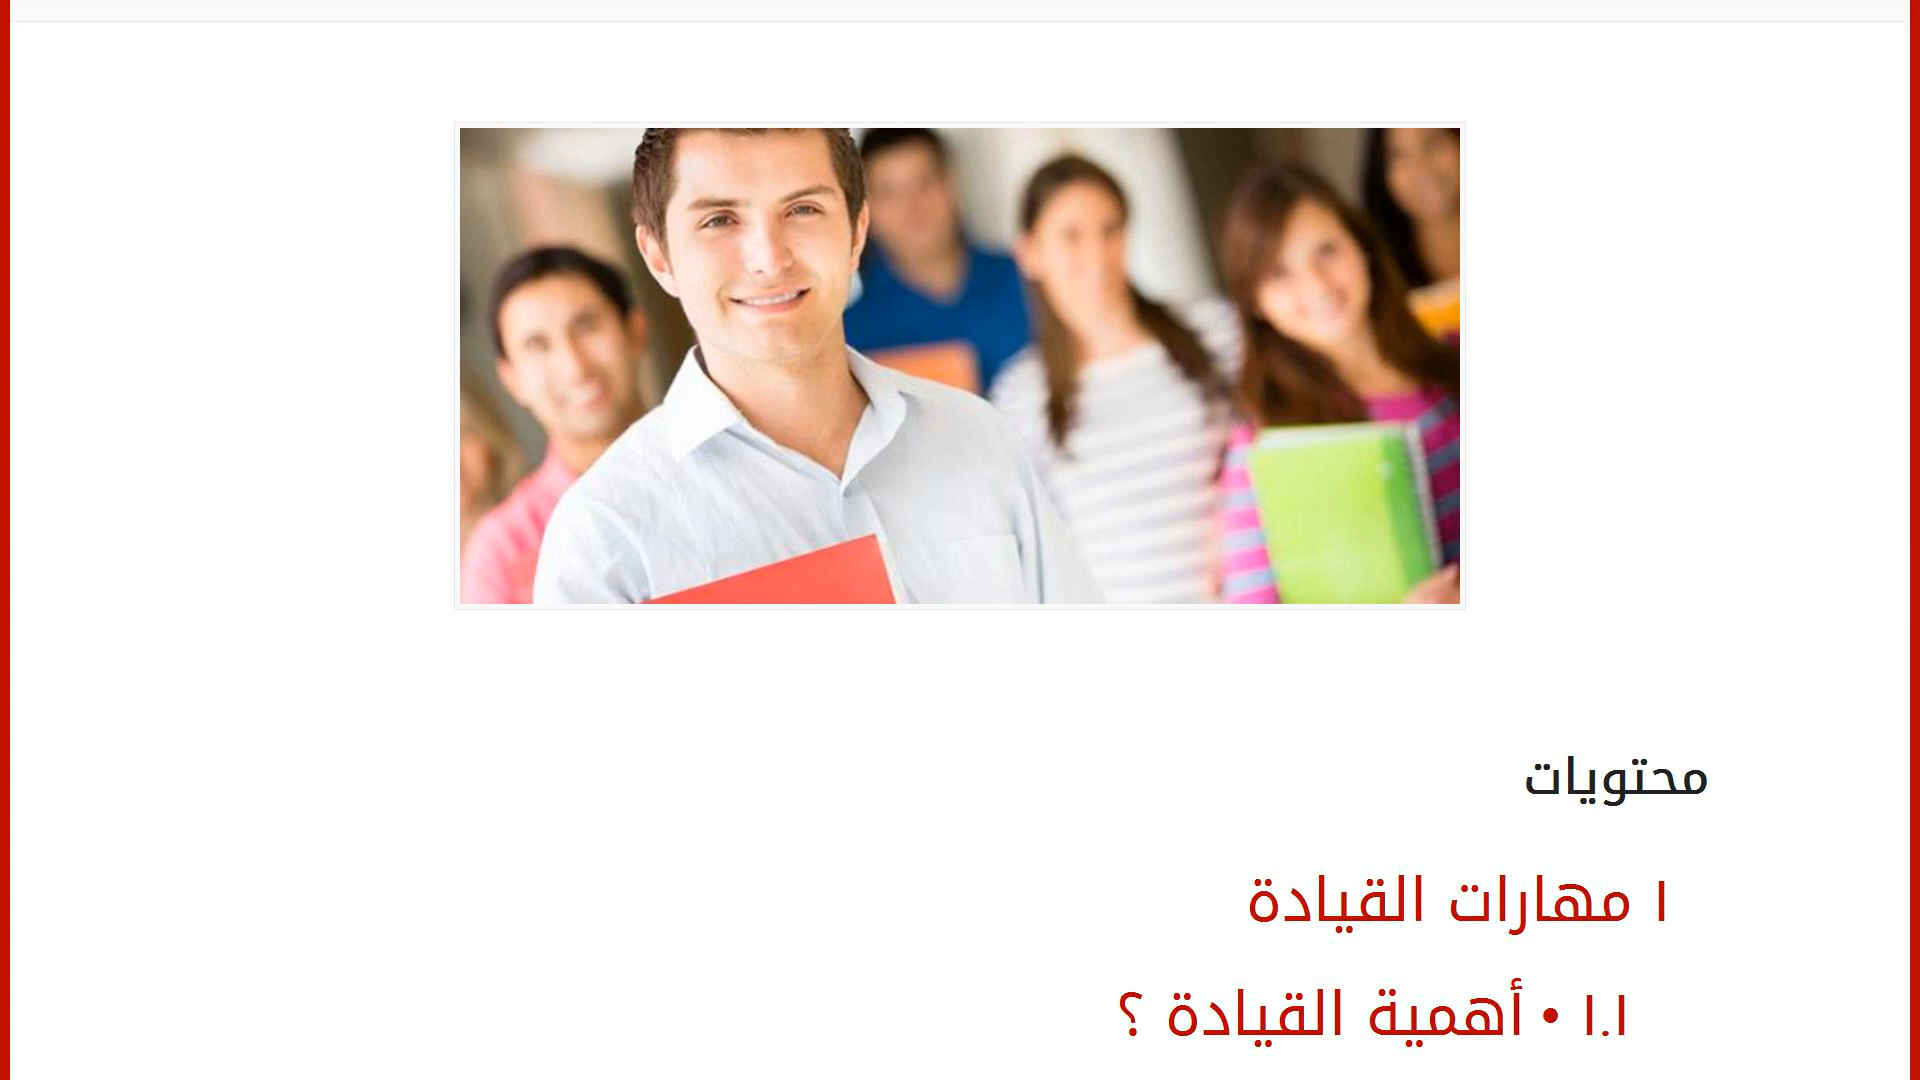 محتويات
١ مهارات القيادة
١.١ • أهمية القيادة ؟